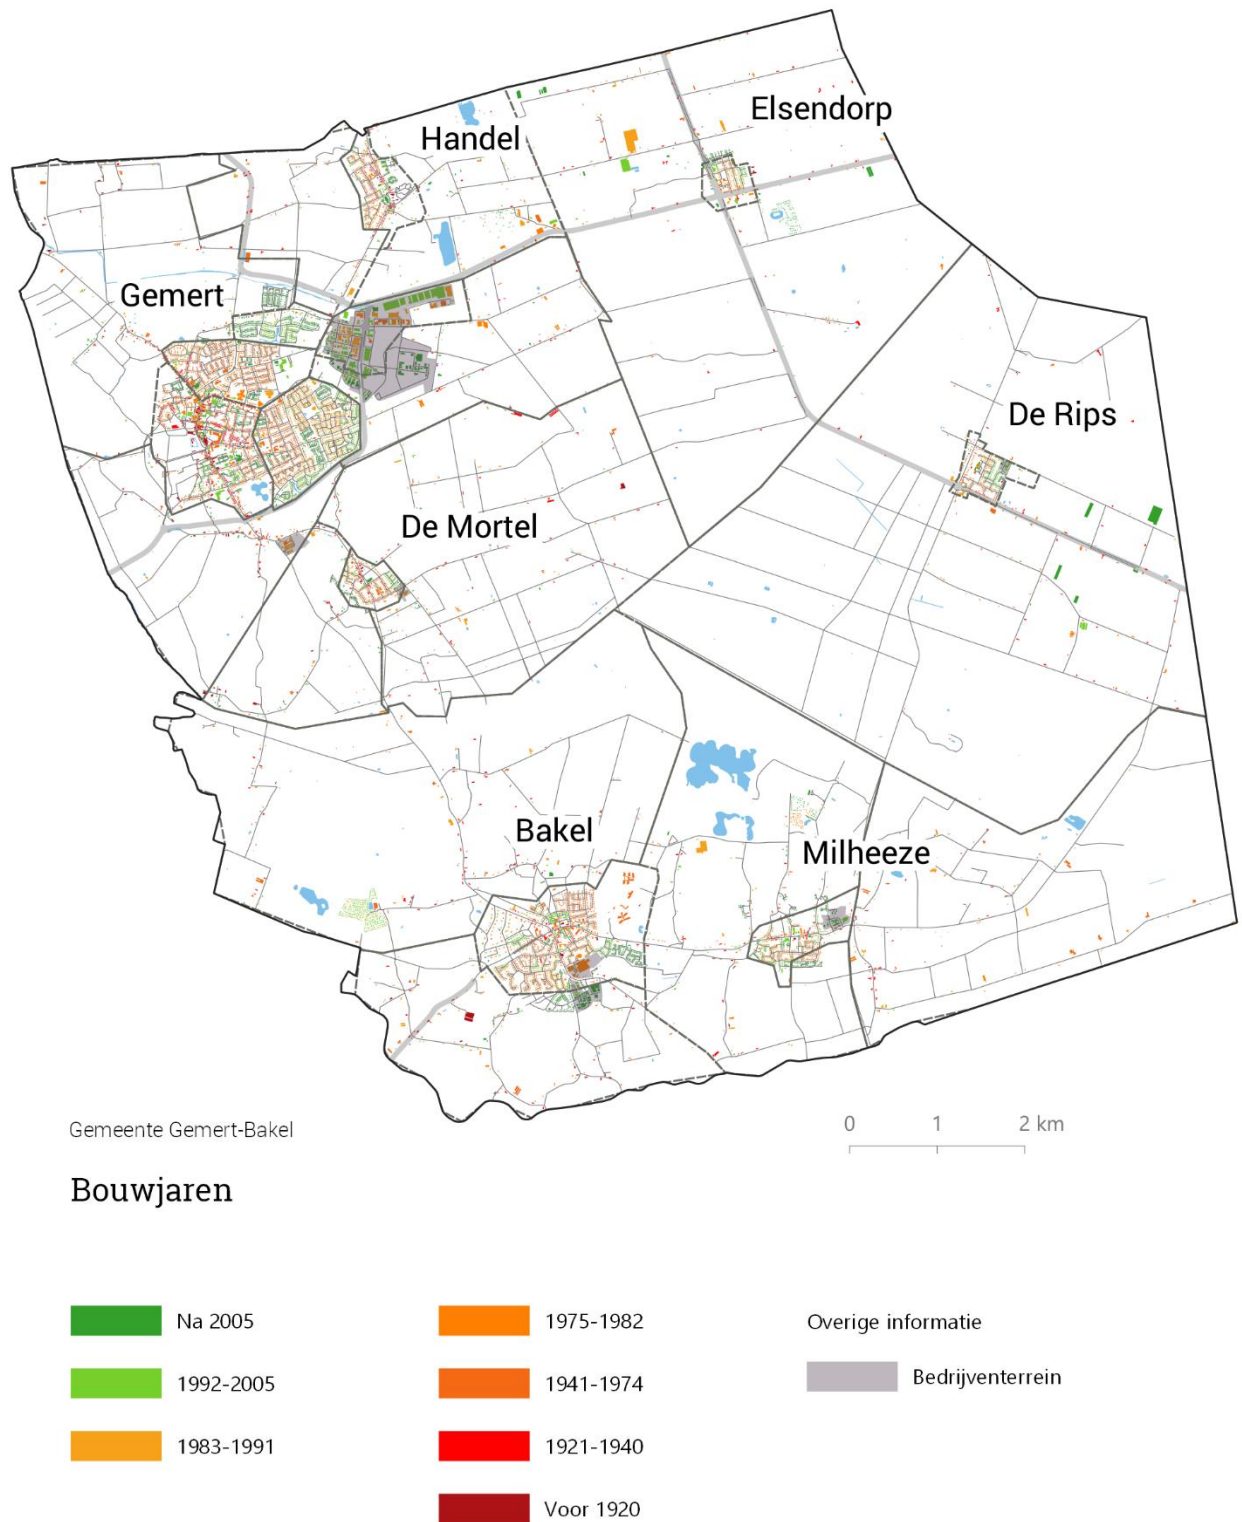 Elsendorp
Handel
Gemert
De Rips
De Mortel
Bakel
Milheeze
Gemeente Gemert-Bakel
0 1 2 km
Bouwjaren
Na 2005
1992-2005
1983-1991
1975-1982
1941-1974
1921-1940
Voor 1920
Overige informatie
Bedrijventerrein